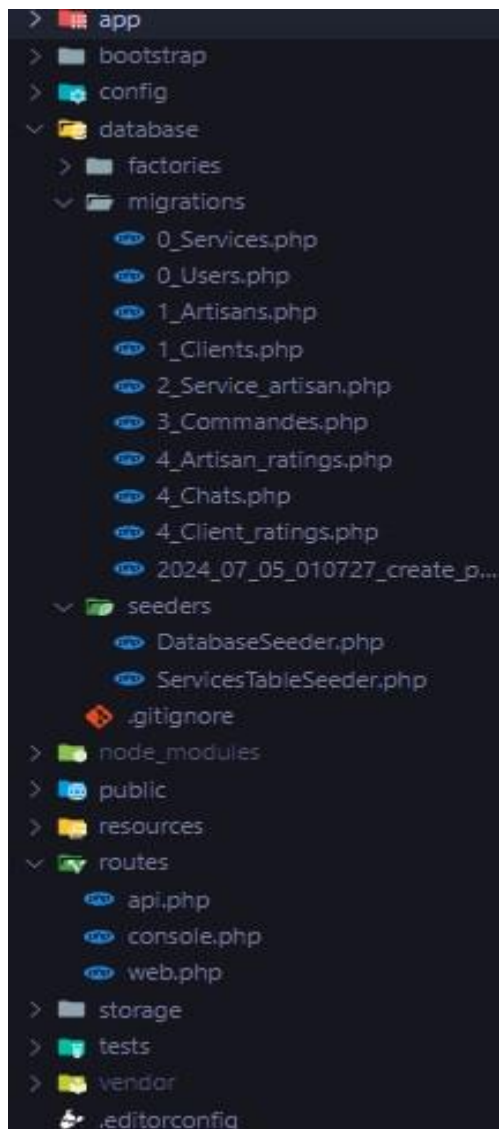 app
bootstrap
config
database
factories
migrations
0_Services.php
0_Users.php
1_Artisans.php
1_Clients.php
2_Service_artisan.php
3_Commandes.php
4_Artisan_ratings.php
4_Chats.php
4_Client_ratings.php
2024_07_05_010727_create_p...
seeders
DatabaseSeeder.php
ServicesTableSeeder.php
.gitignore
node_modules
public
resources
routes
api.php
console.php
web.php
storage
tests
vendor
.editorconfig